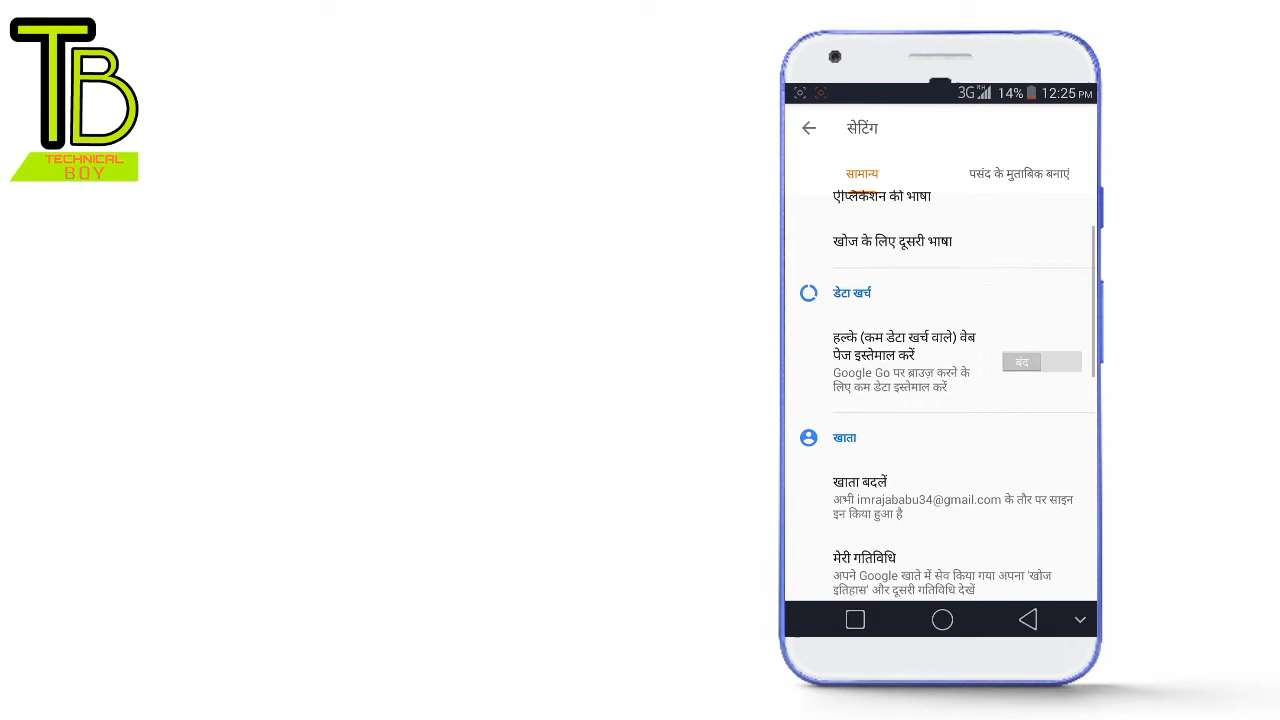 TB
TECHNICAL
BOY
3G RH 14% 12:25 PM
सेटिंग
सामान्य पसंद के मुताबिक बनाएं
ऐप्लिकेशन की भाषा
खोज के लिए दूसरी भाषा
डेटा खर्च
हल्के (कम डेटा खर्च वाले) वेब
पेज इस्तेमाल करें
बंद
Google Go पर ब्राउज़ करने के
लिए कम डेटा इस्तेमाल करें
खाता
खाता बदलें
अभी imrajababu34@gmail.com के तौर पर साइन
इन किया हुआ है
मेरी गतिविधि
अपने Google खाते में सेव किया गया अपना 'खोज
इतिहास' और दूसरी गतिविधि देखें